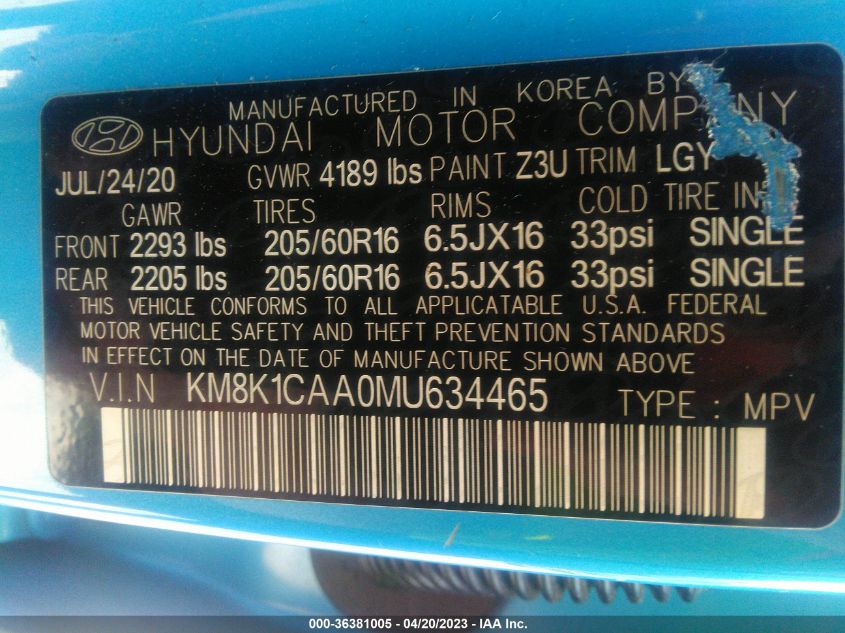 MANUFACTURED IN KOREA BY
HYUNDAI MOTOR COMPANY
JUL/24/20 GVWR 4189 lbs PAINT Z3U TRIM LGY
GAWR TIRES RIMS COLD TIRE INF
FRONT 2293 lbs 205/60R16 6.5JX16 33psi SINGLE
REAR 2205 lbs 205/60R16 6.5JX16 33psi SINGLE
THIS VEHICLE CONFORMS TO ALL APPLICATABLE U.S.A. FEDERAL
MOTOR VEHICLE SAFETY AND THEFT PREVENTION STANDARDS
IN EFFECT ON THE DATE OF MANUFACTURE SHOWN ABOVE
V.I.N KM8K1CAA0MU634465 TYPE : MPV
000-36381005 - 04/20/2023 - IAA Inc.